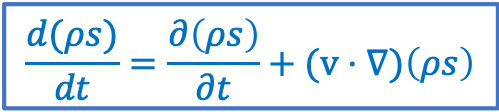 d(ρs)/dt = ∂(ρs)/∂t + (v · ∇)(ρs)